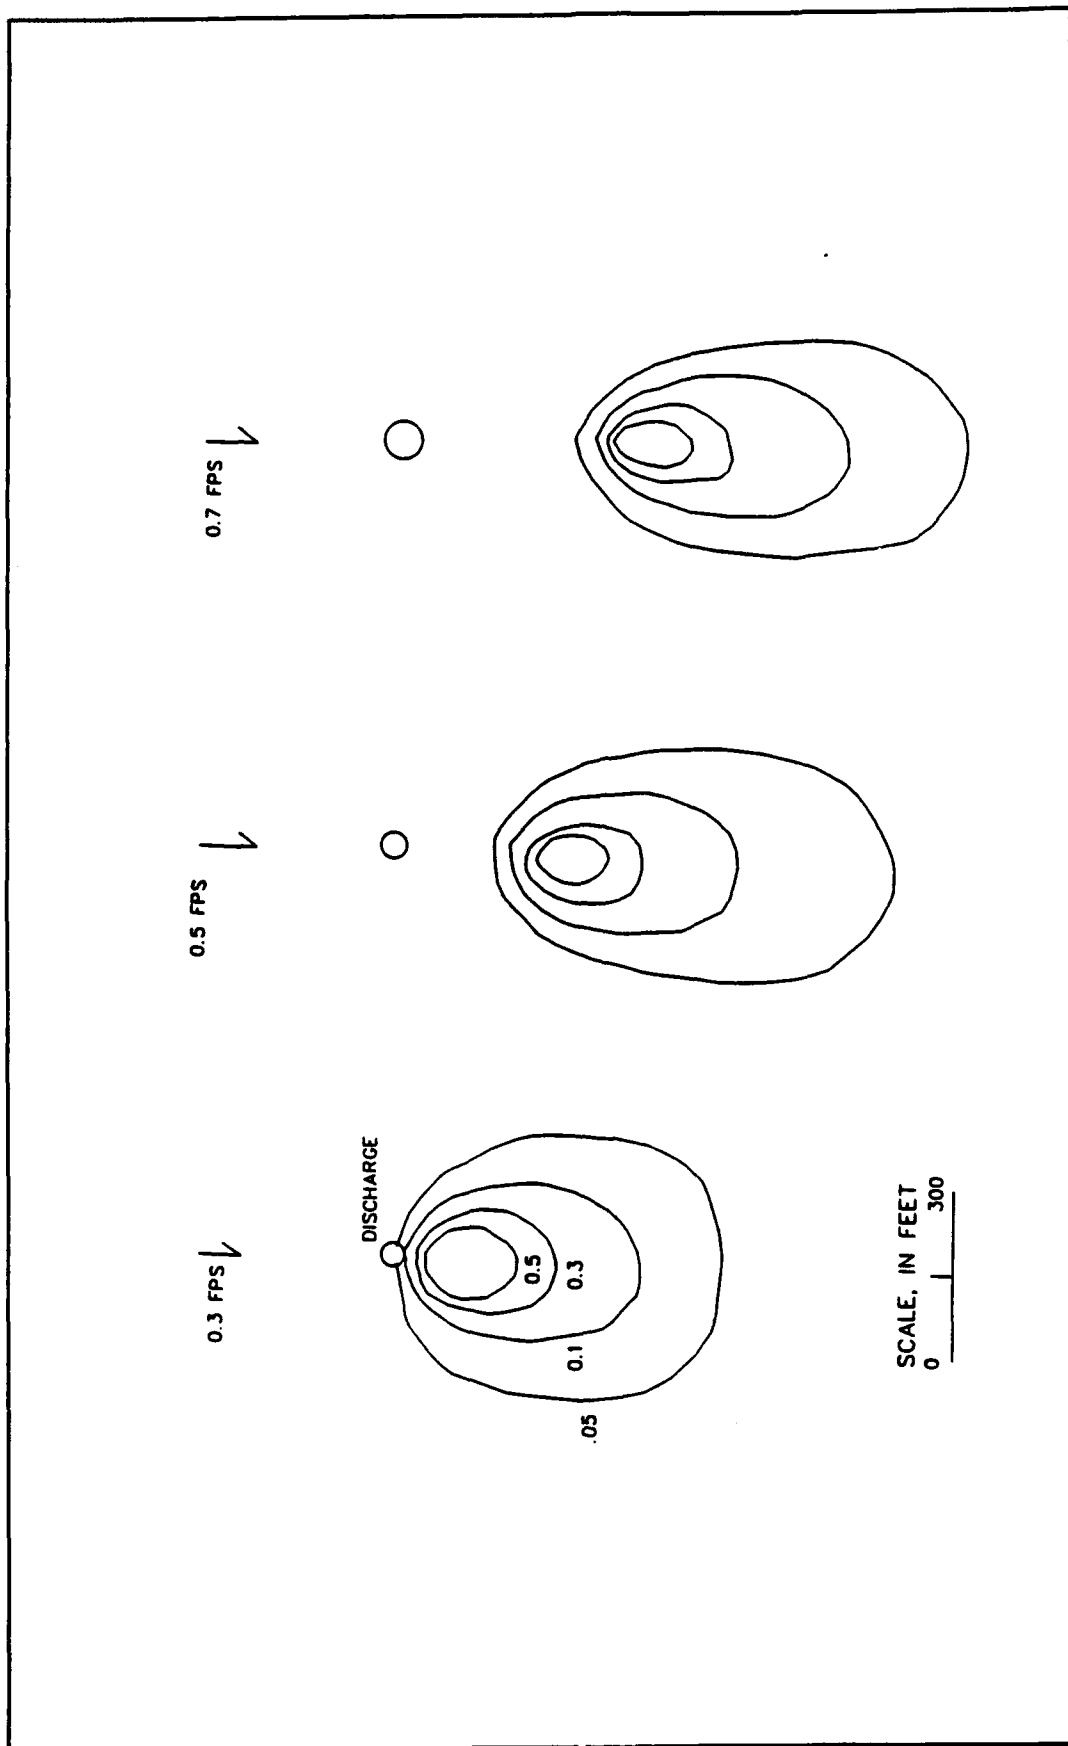 0.3 FPS
0.5 FPS
0.7 FPS
DISCHARGE
0.5
0.3
0.1
.05
SCALE, IN FEET
0 300